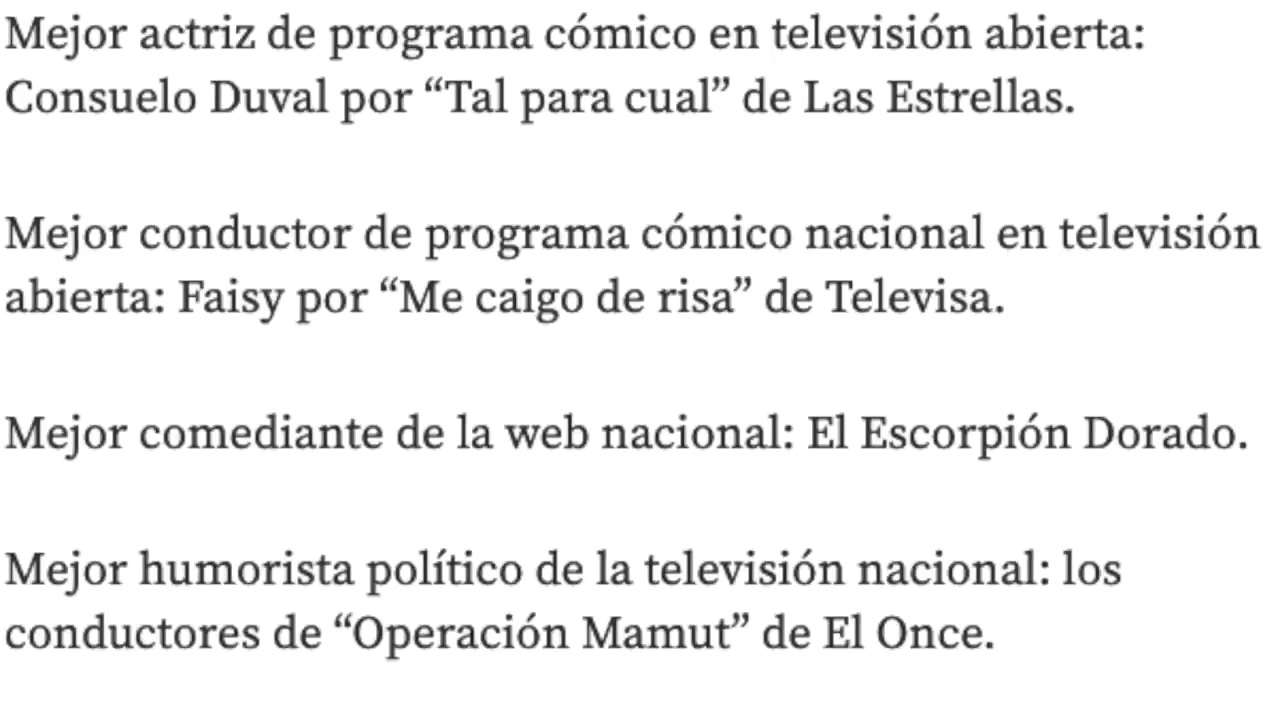 Mejor actriz de programa cómico en televisión abierta:
Consuelo Duval por “Tal para cual” de Las Estrellas.
Mejor conductor de programa cómico nacional en televisión
abierta: Faisy por “Me caigo de risa” de Televisa.
Mejor comediante de la web nacional: El Escorpión Dorado.
Mejor humorista político de la televisión nacional: los
conductores de “Operación Mamut” de El Once.